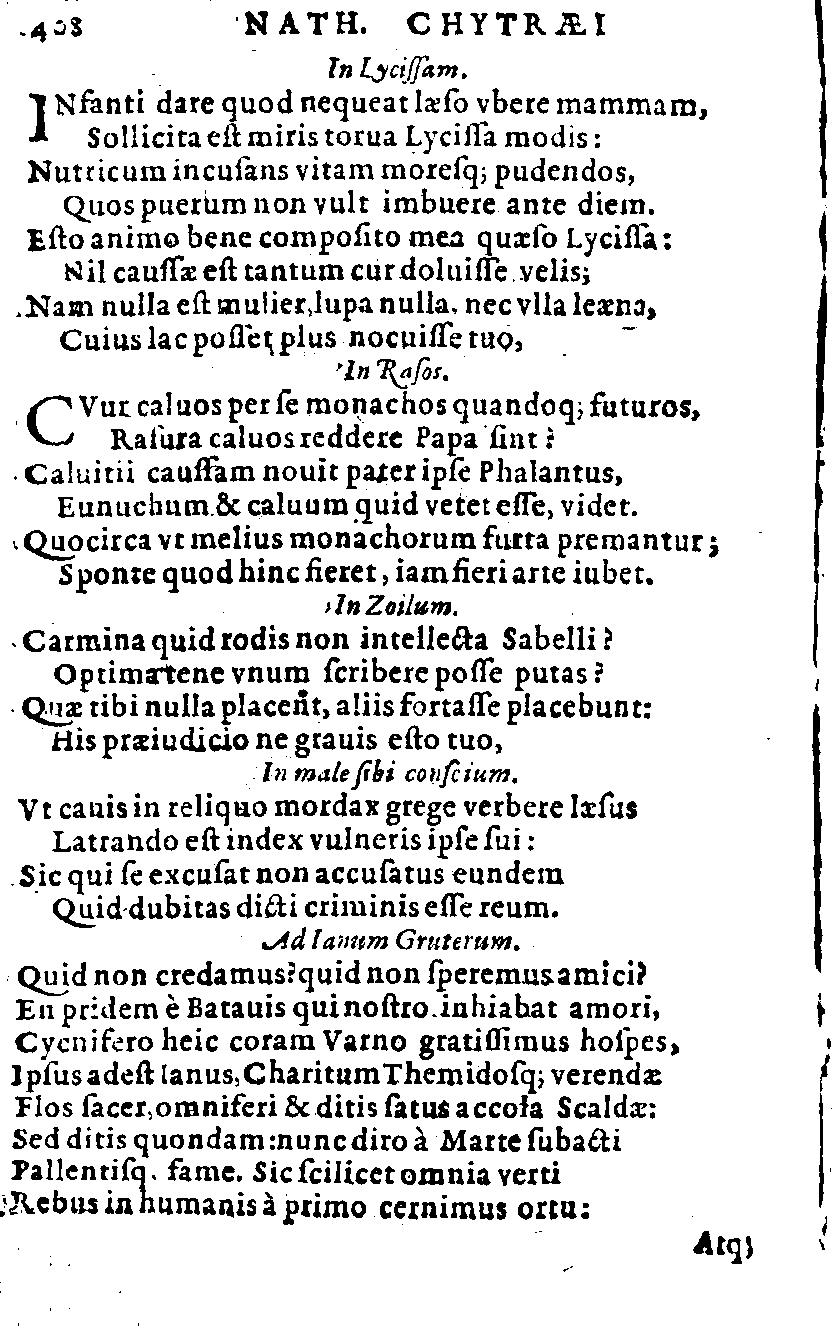 408 NATH. CHYTRÆI
In Lyciſſam.
INfanti dare quod nequeat læſo vbere mammam,
Sollicita eſt miris torua Lyciſſa modis:
Nutricum incuſans vitam moreſq; pudendos,
Quos puerum non vult imbuere ante diem.
Eſto animo bene compoſito mea quæſo Lyciſſa:
Nil cauſſæ eſt tantum cur doluiſſe velis;
Nam nulla eſt mulier, lupa nulla, nec vlla leæna,
Cuius lac poſſet plus nocuiſſe tuo,
In Raſos.
CVur caluos per ſe monachos quandoq; futuros,
Raſura caluos reddere Papa ſint?
Caluitii cauſſam nouit pater ipſe Phalantus,
Eunuchum & caluum quid vetet eſſe, videt.
Quocirca vt melius monachorum furta premantur;
Sponte quod hinc fieret, iam fieri arte iubet.
In Zoilum.
Carmina quid rodis non intellecta Sabelli?
Optima tene vnum ſcribere poſſe putas?
Quæ tibi nulla placent, aliis fortaſſe placebunt:
His præiudicio ne grauis eſto tuo,
In male ſibi conſcium.
Vt canis in reliquo mordax grege verbere læſus
Latrando eſt index vulneris ipſe ſui:
Sic qui ſe excuſat non accuſatus eundem
Quid dubitas dicti criminis eſſe reum.
Ad Ianum Gruterum.
Quid non credamus? quid non ſperemus amici?
En pridem è Batauis qui noſtro inhiabat amori,
Cycnifero heic coram Varno gratiſſimus hoſpes,
Ipſus adeſt Ianus, Charitum Themidoſq; verendæ
Flos ſacer, omniferi & ditis ſatus accola Scaldæ:
Sed ditis quondam: nunc diro à Marte ſubacti
Pallentiſq. fame. Sic ſcilicet omnia verti
Rebus in humanis à primo cernimus ortu:
Atq;